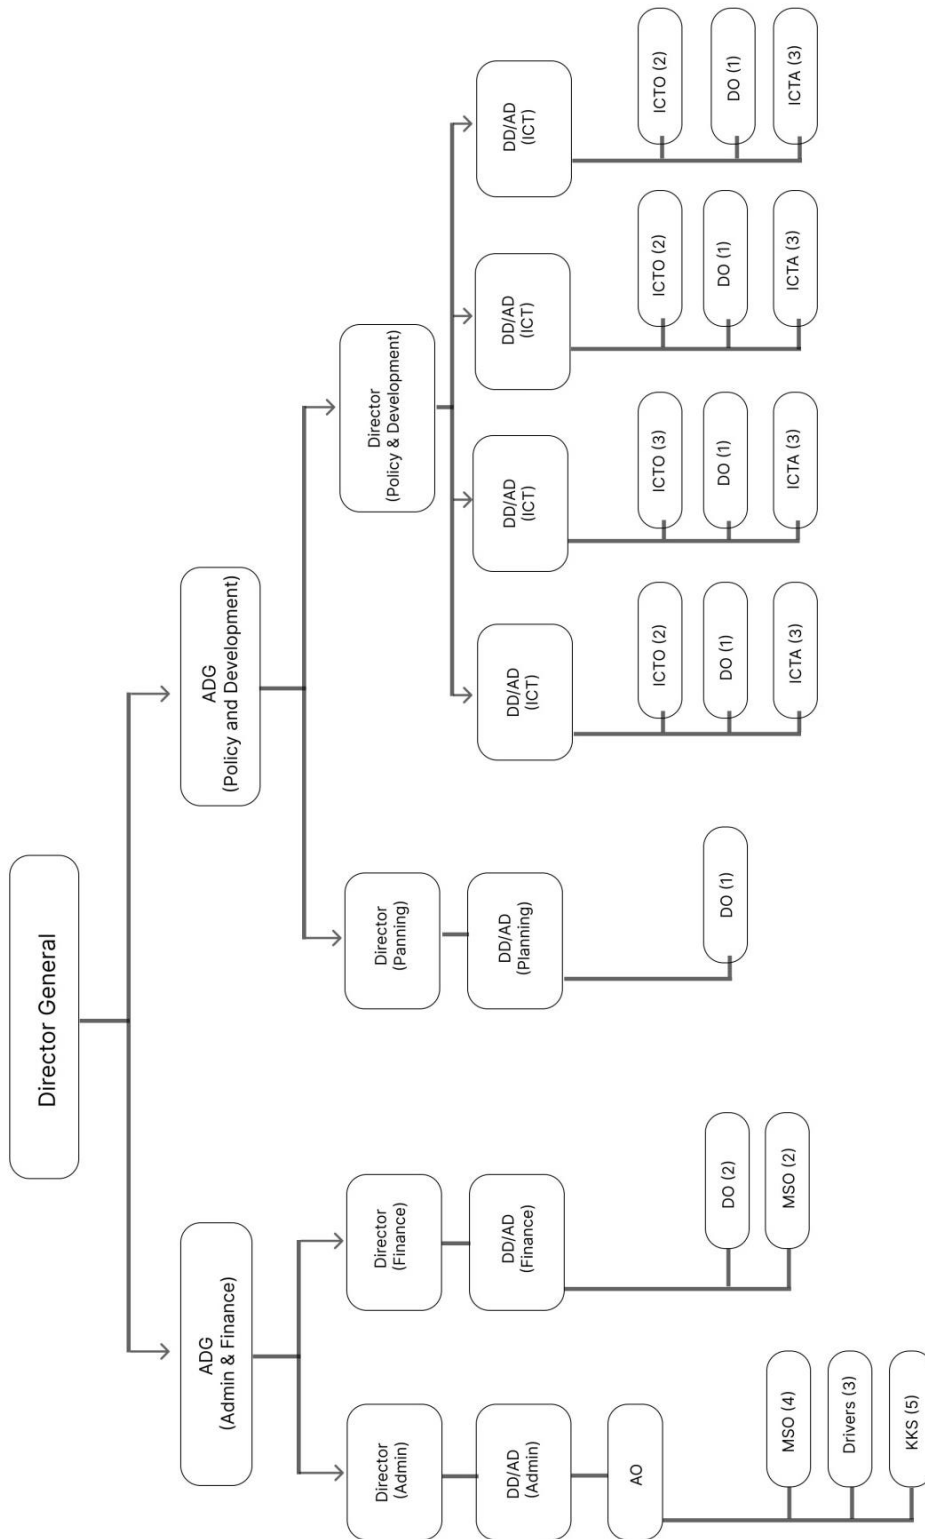 Director General
ADG
(Admin & Finance)
ADG
(Policy and Development)
Director
(Admin)
Director
(Finance)
Director
(Panning)
Director
(Policy & Development)
DD/AD
(Admin)
DD/AD
(Finance)
DD/AD
(Planning)
DD/AD
(ICT)
DD/AD
(ICT)
DD/AD
(ICT)
DD/AD
(ICT)
AO
MSO (4)
Drivers (3)
KKS (5)
DO (2)
MSO (2)
DO (1)
ICTO (2)
DO (1)
ICTA (3)
ICTO (3)
DO (1)
ICTA (3)
ICTO (2)
DO (1)
ICTA (3)
ICTO (2)
DO (1)
ICTA (3)